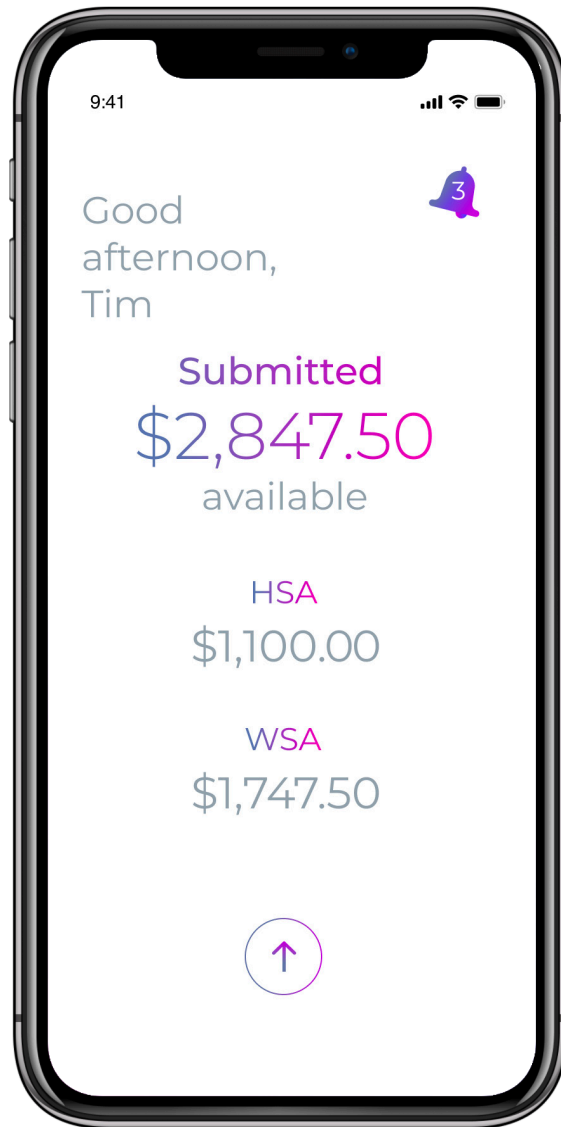 9:41
3
Good
afternoon,
Tim
Submitted
$2,847.50
available
HSA
$1,100.00
WSA
$1,747.50